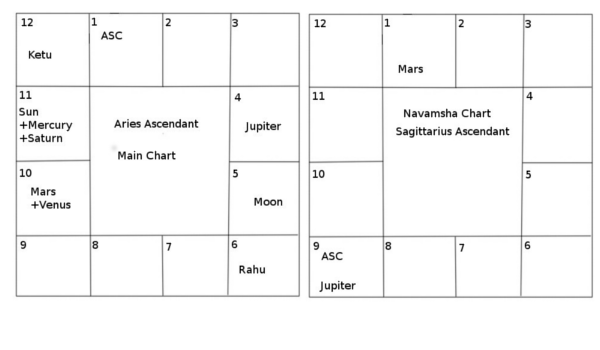 12
1
2
3
ASC
Ketu
11
4
Sun
+Mercury
+Saturn
Aries Ascendant
Main Chart
Jupiter
10
5
Mars
+Venus
Moon
9
8
7
6
Rahu
12
1
2
3
Mars
11
4
Navamsha Chart
Sagittarius Ascendant
10
5
9
8
7
6
ASC
Jupiter